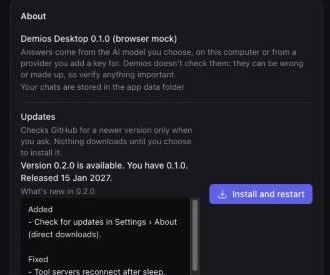 About
Demios Desktop 0.1.0 (browser mock)
Answers come from the AI model you choose, on this computer or from a
provider you add a key for. Demios doesn't check them: they can be wrong
or made up, so verify anything important.
Your chats are stored in the app data folder
Updates
Checks GitHub for a newer version only when
you ask. Nothing downloads until you choose
to install it.
Version 0.2.0 is available. You have 0.1.0.
Released 15 Jan 2027.
What's new in 0.2.0
Install and restart
Added
- Check for updates in Settings › About
(direct downloads).
Fixed
- Tool servers reconnect after sleep.